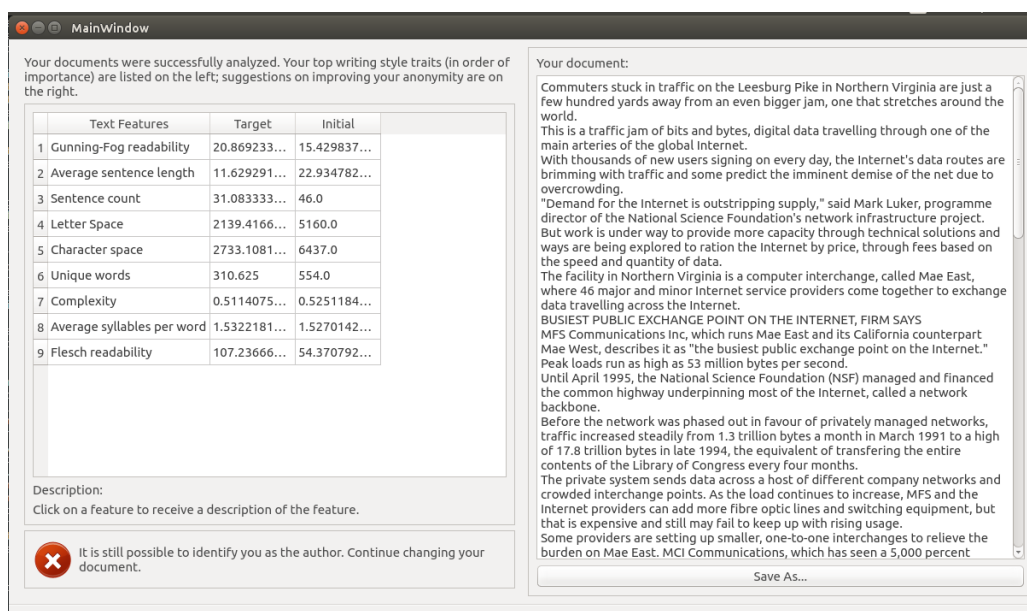 MainWindow
Your documents were successfully analyzed. Your top writing style traits (in order of
importance) are listed on the left; suggestions on improving your anonymity are on
the right.
Text Features Target Initial
1 Gunning-Fog readability 20.869233... 15.429837...
2 Average sentence length 11.629291... 22.934782...
3 Sentence count 31.083333... 46.0
4 Letter Space 2139.4166... 5160.0
5 Character space 2733.1081... 6437.0
6 Unique words 310.625 554.0
7 Complexity 0.5114075... 0.5251184...
8 Average syllables per word 1.5322181... 1.5270142...
9 Flesch readability 107.23666... 54.370792...
Description:
Click on a feature to receive a description of the feature.
It is still possible to identify you as the author. Continue changing your
document.
Your document:
Commuters stuck in traffic on the Leesburg Pike in Northern Virginia are just a
few hundred yards away from an even bigger jam, one that stretches around the
world.
This is a traffic jam of bits and bytes, digital data travelling through one of the
main arteries of the global Internet.
With thousands of new users signing on every day, the Internet's data routes are
brimming with traffic and some predict the imminent demise of the net due to
overcrowding.
"Demand for the Internet is outstripping supply," said Mark Luker, programme
director of the National Science Foundation's network infrastructure project.
But work is under way to provide more capacity through technical solutions and
ways are being explored to ration the Internet by price, through fees based on
the speed and quantity of data.
The facility in Northern Virginia is a computer interchange, called Mae East,
where 46 major and minor Internet service providers come together to exchange
data travelling across the Internet.
BUSIEST PUBLIC EXCHANGE POINT ON THE INTERNET, FIRM SAYS
MFS Communications Inc, which runs Mae East and its California counterpart
Mae West, describes it as "the busiest public exchange point on the Internet."
Peak loads run as high as 53 million bytes per second.
Until April 1995, the National Science Foundation (NSF) managed and financed
the common highway underpinning most of the Internet, called a network
backbone.
Before the network was phased out in favour of privately managed networks,
traffic increased steadily from 1.3 trillion bytes a month in March 1991 to a high
of 17.8 trillion bytes in late 1994, the equivalent of transfering the entire
contents of the Library of Congress every four months.
The private system sends data across a host of different company networks and
crowded interchange points. As the load continues to increase, MFS and the
Internet providers can add more fibre optic lines and switching equipment, but
that is expensive and still may fail to keep up with rising usage.
Some providers are setting up smaller, one-to-one interchanges to relieve the
burden on Mae East. MCI Communications, which has seen a 5,000 percent
Save As...